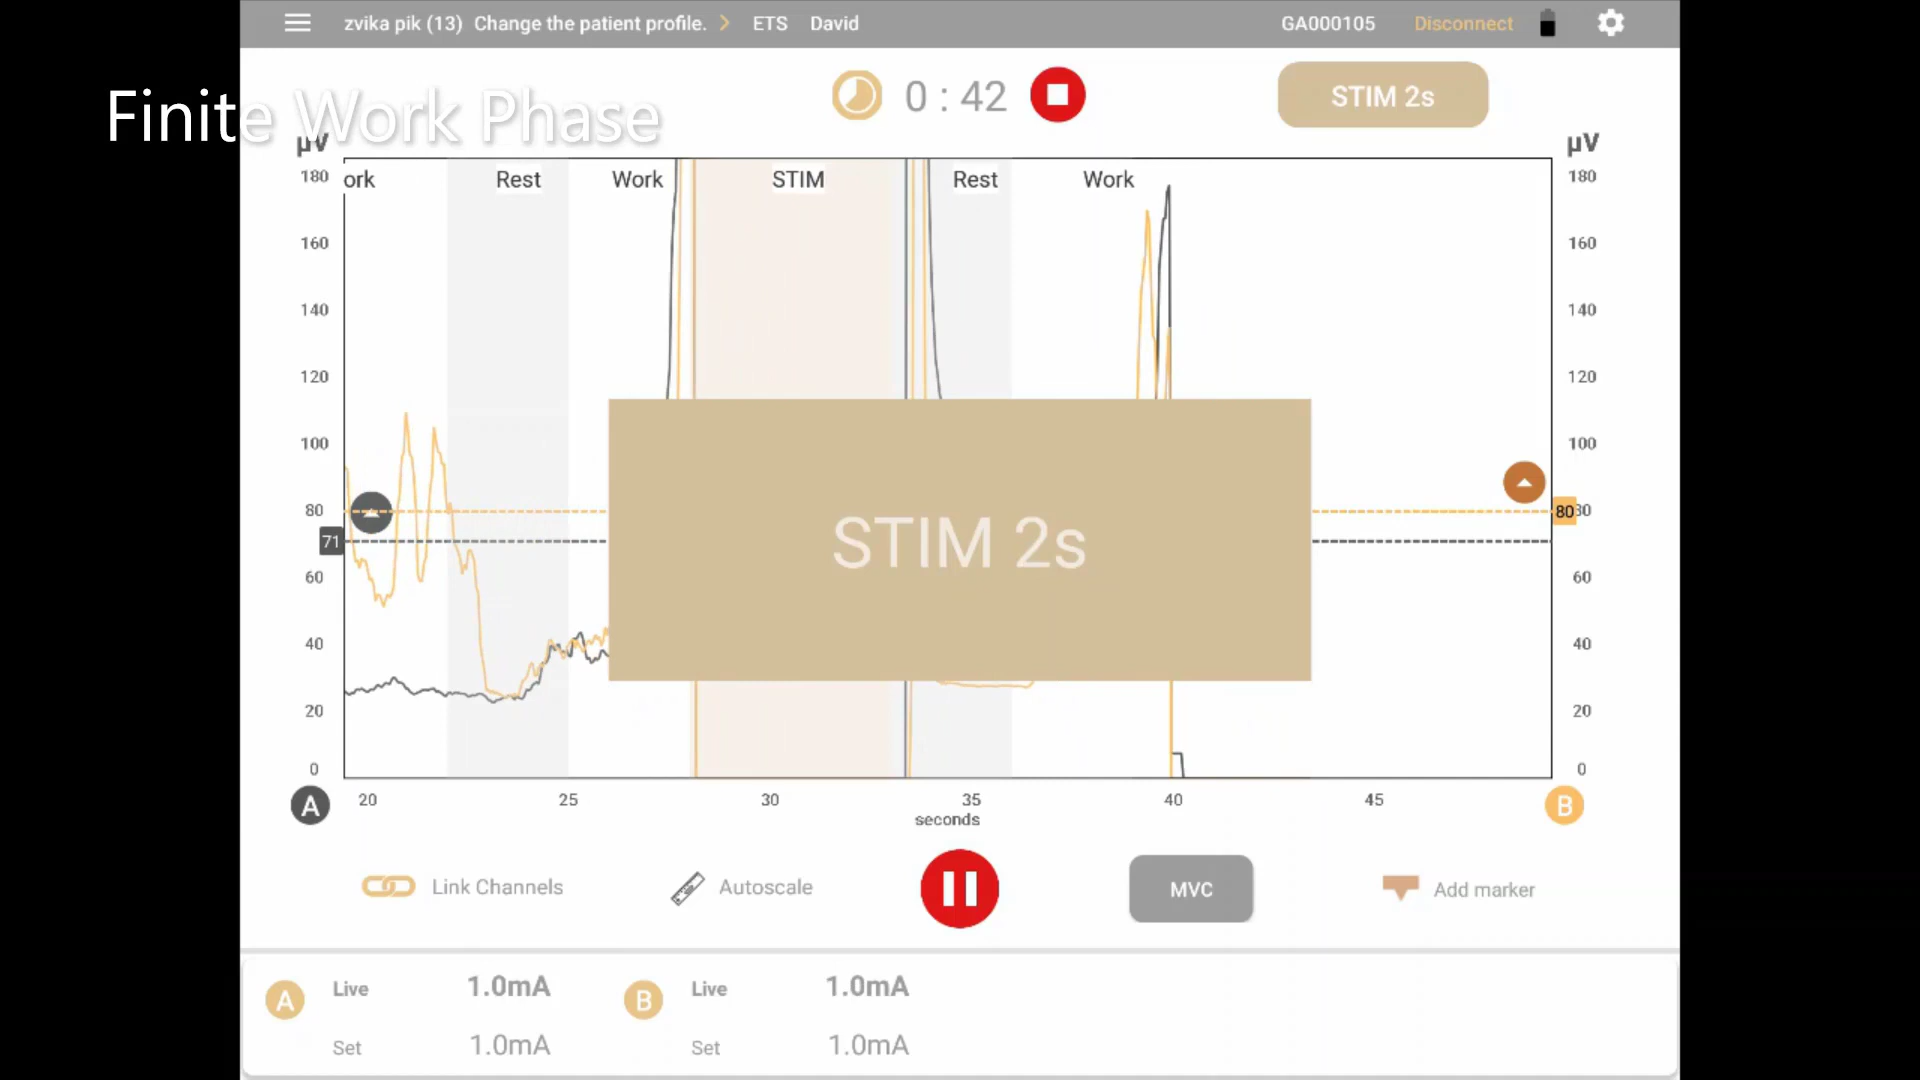 zvika pik (13) Change the patient profile. ETS David GA000105 Disconnect
Finite Work Phase
0 : 42
STIM 2s
µV µV
ork Rest Work STIM Rest Work
180 180
160 160
140 140
120 120
100 100
80 80 80
71
60 60
40 40
20 20
0 0
STIM 2s
A B
20 25 30 35 40 45
seconds
Link Channels Autoscale MVC Add marker
A Live 1.0mA B Live 1.0mA
Set 1.0mA Set 1.0mA